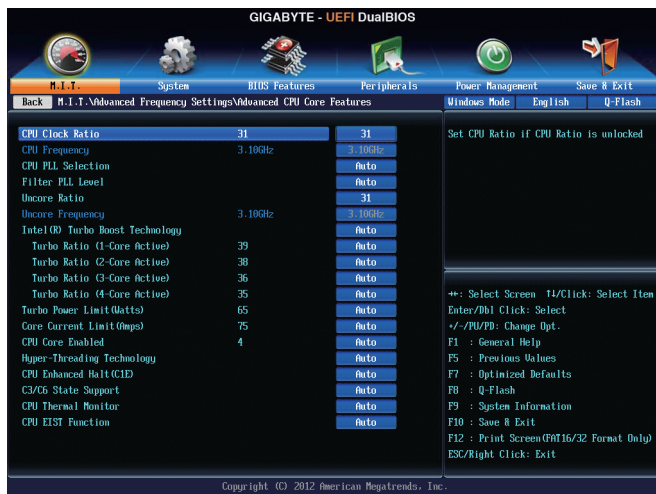 GIGABYTE - UEFI DualBIOS
M.I.T. System BIOS Features Peripherals Power Management Save & Exit
Back M.I.T.\Advanced Frequency Settings\Advanced CPU Core Features Windows Mode English Q-Flash
CPU Clock Ratio 31 31
CPU Frequency 3.10GHz 3.10GHz
CPU PLL Selection Auto
Filter PLL Level Auto
Uncore Ratio 31
Uncore Frequency 3.10GHz 3.10GHz
Intel(R) Turbo Boost Technology Auto
Turbo Ratio (1-Core Active) 39 Auto
Turbo Ratio (2-Core Active) 38 Auto
Turbo Ratio (3-Core Active) 36 Auto
Turbo Ratio (4-Core Active) 35 Auto
Turbo Power Limit(Watts) 65 Auto
Core Current Limit(Amps) 75 Auto
CPU Core Enabled 4 Auto
Hyper-Threading Technology Auto
CPU Enhanced Halt(C1E) Auto
C3/C6 State Support Auto
CPU Thermal Monitor Auto
CPU EIST Function Auto
Set CPU Ratio if CPU Ratio is unlocked
↔: Select Screen ↑↓/Click: Select Item
Enter/Dbl Click: Select
+/-/PU/PD: Change Opt.
F1 : General Help
F5 : Previous Values
F7 : Optimized Defaults
F8 : Q-Flash
F9 : System Information
F10 : Save & Exit
F12 : Print Screen(FAT16/32 Format Only)
ESC/Right Click: Exit
Copyright (C) 2012 American Megatrends, Inc.